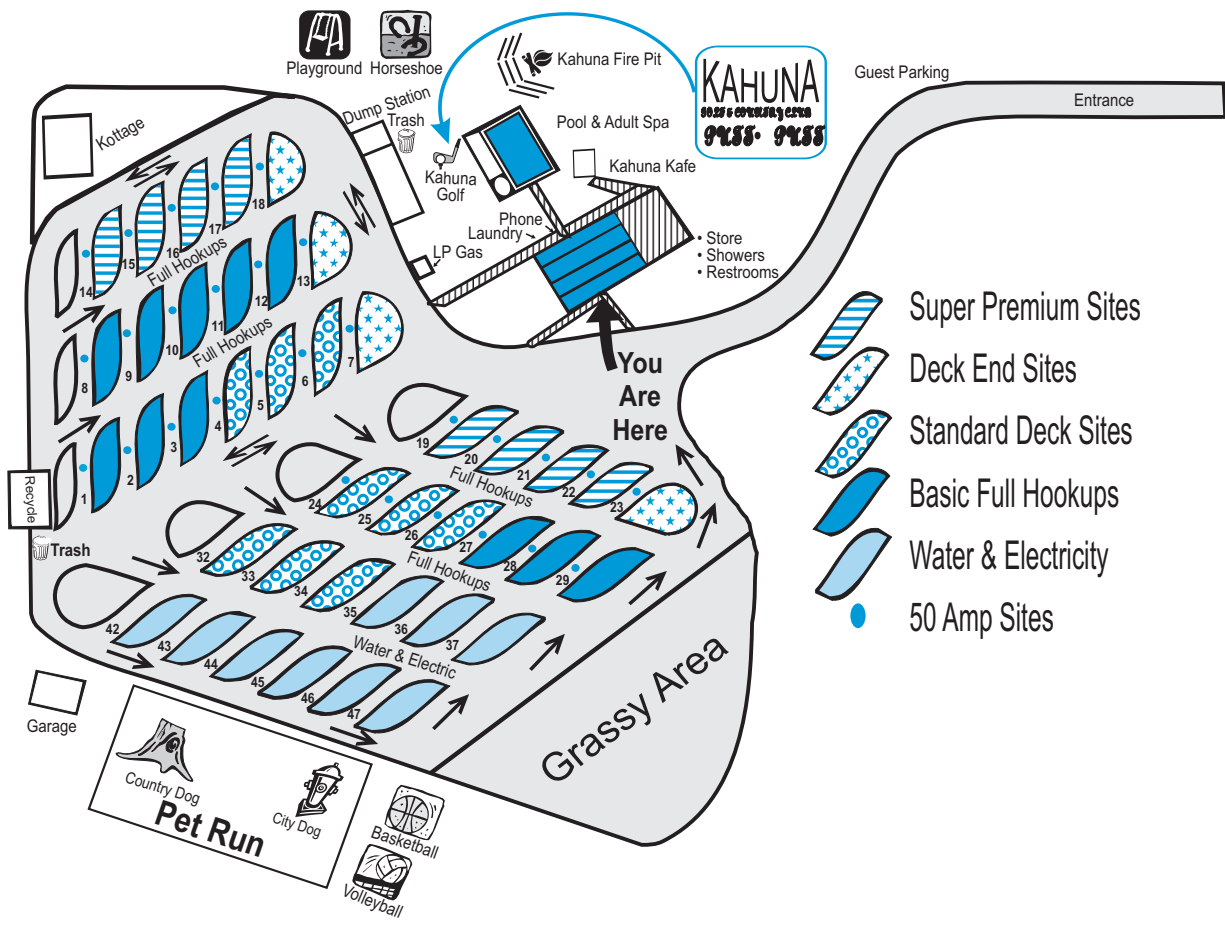 Playground
Horseshoe
Kahuna Fire Pit
KAHUNA
GOLF & COUNTRY CLUB
PUTT - PUTT
Guest Parking
Entrance
Kottage
Dump Station
Trash
Pool & Adult Spa
Kahuna
Golf
Kahuna Kafe
Phone
Laundry
LP Gas
• Store
• Showers
• Restrooms
You
Are
Here
14
15
16
17
18
Full Hookups
8
9
10
11
12
13
Full Hookups
1
2
3
4
5
6
7
19
20
21
22
23
Full Hookups
24
25
26
27
28
29
Full Hookups
32
33
34
35
36
37
Water & Electric
42
43
44
45
46
47
Recycle
Trash
Garage
Country Dog
City Dog
Pet Run
Basketball
Volleyball
Grassy Area
Super Premium Sites
Deck End Sites
Standard Deck Sites
Basic Full Hookups
Water & Electricity
50 Amp Sites